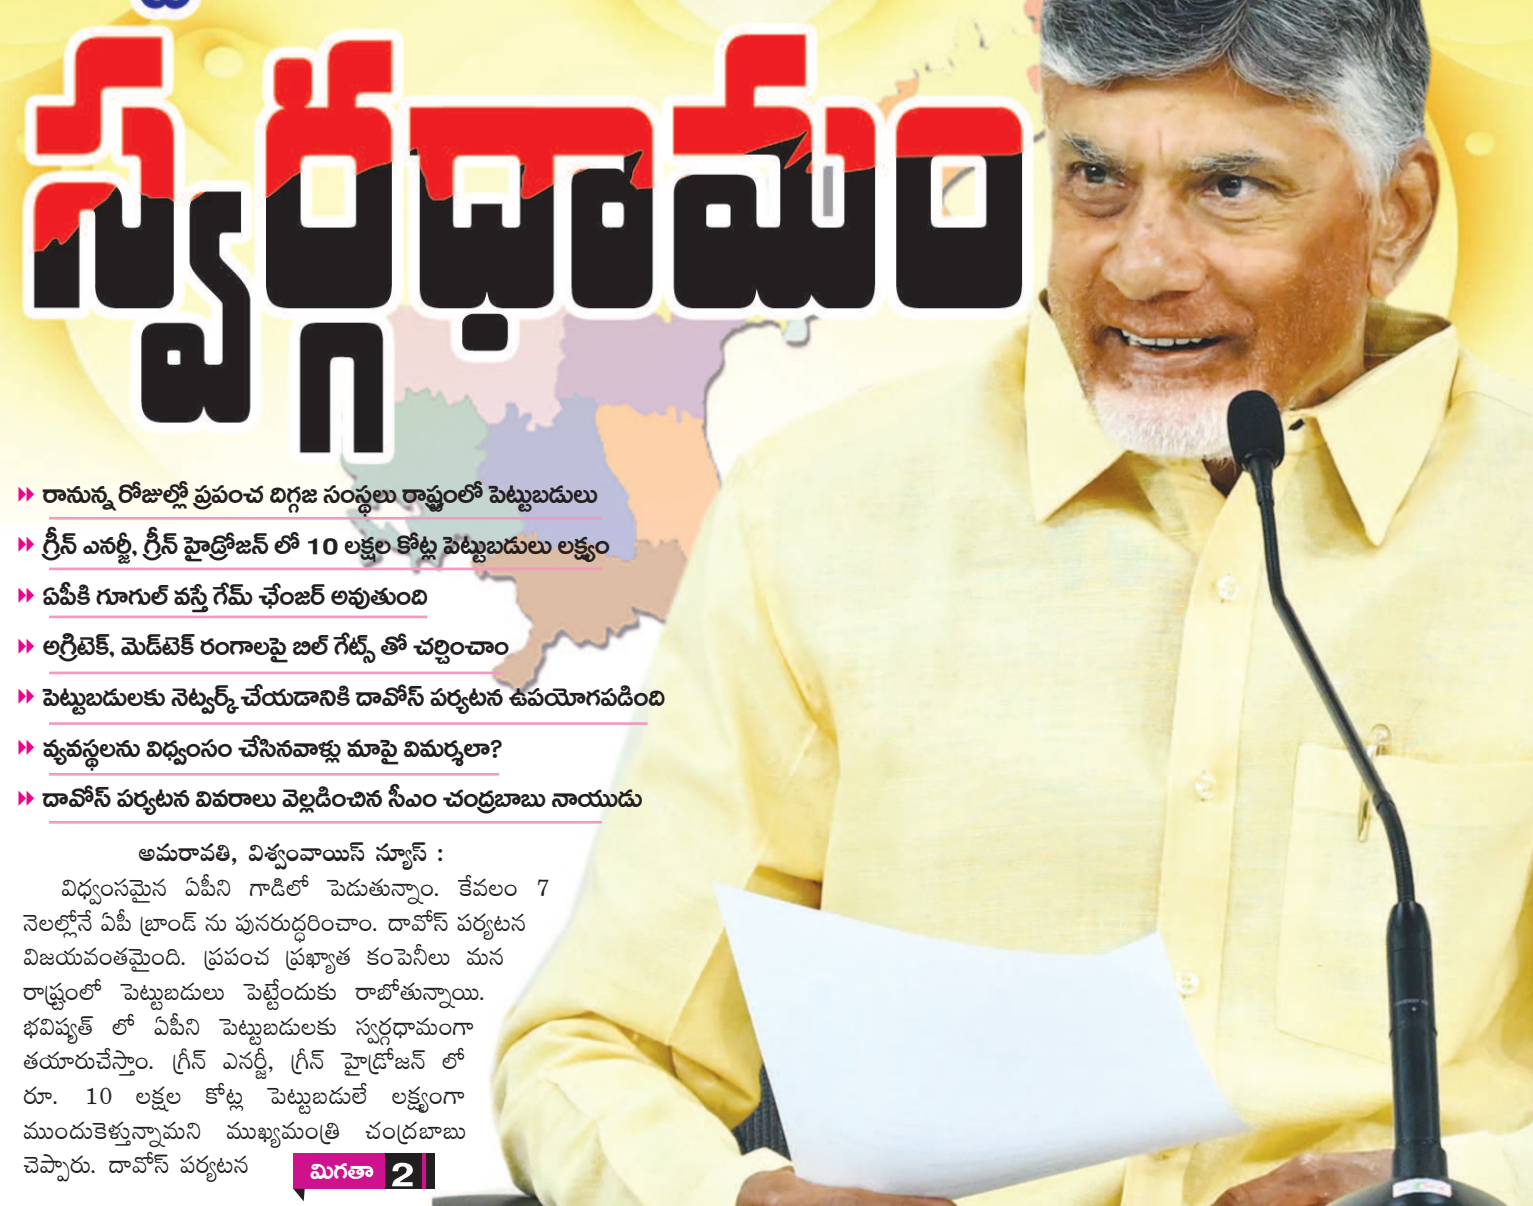 స్వర్గధామం
రానున్న రోజుల్లో ప్రపంచ దిగ్గజ సంస్థలు రాష్ట్రంలో పెట్టుబడులు
గ్రీన్ ఎనర్జీ, గ్రీన్ హైడ్రోజన్ లో 10 లక్షల కోట్ల పెట్టుబడులు లక్ష్యం
ఏపీకి గూగుల్ వస్తే గేమ్ ఛేంజర్ అవుతుంది
అగ్రిటెక్, మెడ్‌టెక్ రంగాలపై బిల్ గేట్స్ తో చర్చించాం
పెట్టుబడులకు నెట్వర్క్ చేయడానికి దావోస్ పర్యటన ఉపయోగపడింది
వ్యవస్థలను విధ్వంసం చేసినవాళ్లు మాపై విమర్శలా?
దావోస్ పర్యటన వివరాలు వెల్లడించిన సీఎం చంద్రబాబు నాయుడు
అమరావతి, విశ్వంవాయిస్ న్యూస్ :
విధ్వంసమైన ఏపీని గాడిలో పెడుతున్నాం. కేవలం 7
నెలల్లోనే ఏపీ బ్రాండ్ ను పునరుద్ధరించాం. దావోస్ పర్యటన
విజయవంతమైంది. ప్రపంచ ప్రఖ్యాత కంపెనీలు మన
రాష్ట్రంలో పెట్టుబడులు పెట్టేందుకు రాబోతున్నాయి.
భవిష్యత్ లో ఏపీని పెట్టుబడులకు స్వర్గధామంగా
తయారుచేస్తాం. గ్రీన్ ఎనర్జీ, గ్రీన్ హైడ్రోజన్ లో
రూ. 10 లక్షల కోట్ల పెట్టుబడులే లక్ష్యంగా
ముందుకెళ్తున్నామని ముఖ్యమంత్రి చంద్రబాబు
చెప్పారు. దావోస్ పర్యటన
మిగతా 2